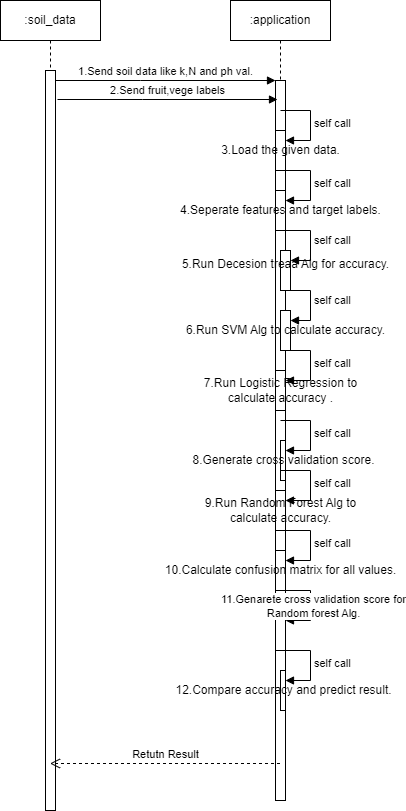 :soil_data
:application
1.Send soil data like k,N and ph val.
2.Send fruit,vege labels
self call
3.Load the given data.
self call
4.Seperate features and target labels.
self call
5.Run Decesion treaa Alg for accuracy.
self call
6.Run SVM Alg to calculate accuracy.
self call
7.Run Logistic Regression to
calculate accuracy .
self call
8.Generate cross validation score.
self call
9.Run Random Forest Alg to
calculate accuracy.
self call
10.Calculate confusion matrix for all values.
11.Genarete cross validation score for
Random forest Alg.
self call
12.Compare accuracy and predict result.
Retutn Result